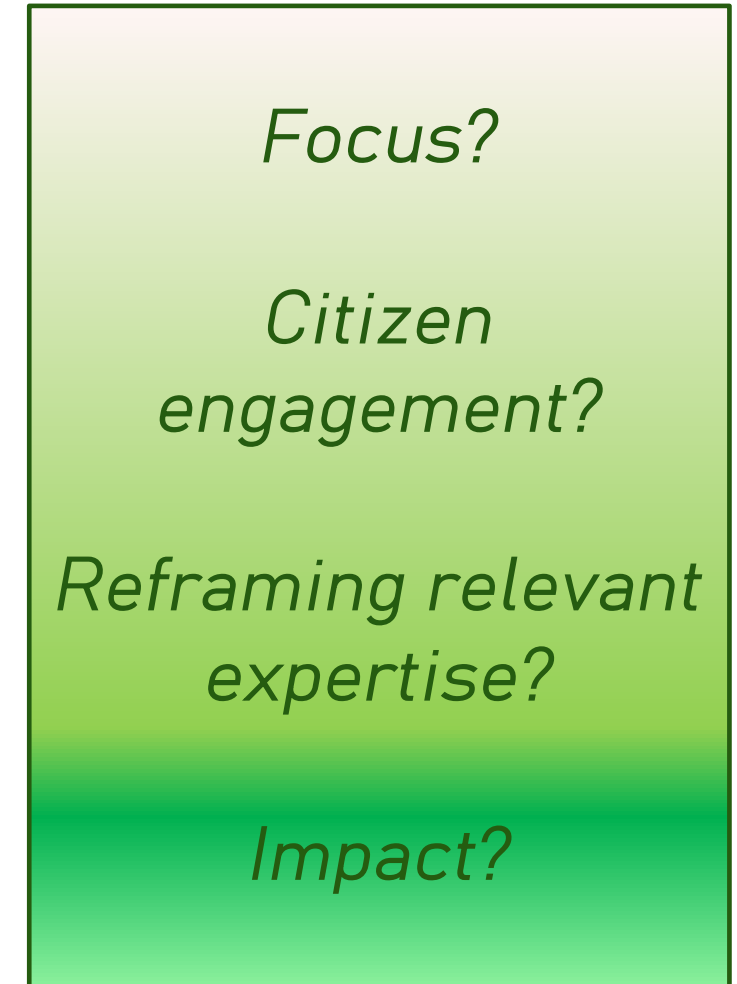 Focus?
Citizen
engagement?
Reframing relevant
expertise?
Impact?